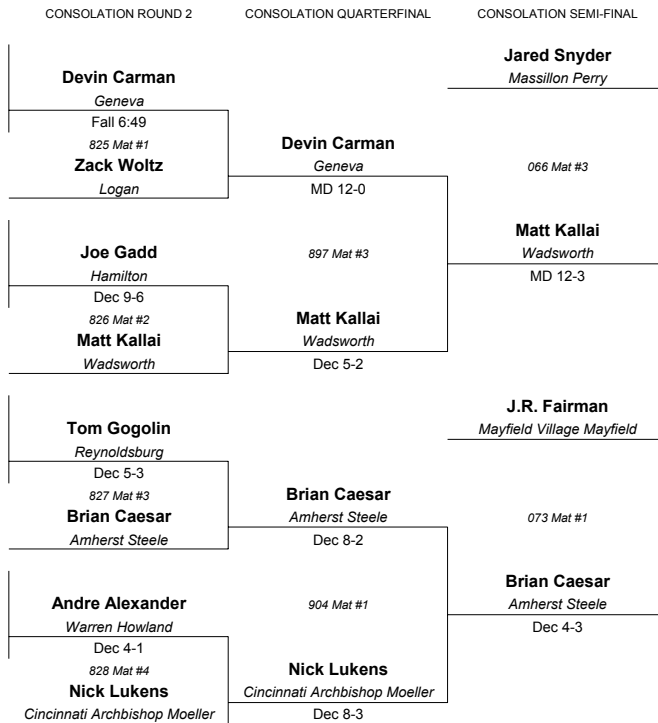 CONSOLATION ROUND 2
CONSOLATION QUARTERFINAL
CONSOLATION SEMI-FINAL
Devin Carman
Geneva
Fall 6:49
825 Mat #1
Zack Woltz
Logan
Joe Gadd
Hamilton
Dec 9-6
826 Mat #2
Matt Kallai
Wadsworth
Tom Gogolin
Reynoldsburg
Dec 5-3
827 Mat #3
Brian Caesar
Amherst Steele
Andre Alexander
Warren Howland
Dec 4-1
828 Mat #4
Nick Lukens
Cincinnati Archbishop Moeller
Devin Carman
Geneva
MD 12-0
897 Mat #3
Matt Kallai
Wadsworth
Dec 5-2
Brian Caesar
Amherst Steele
Dec 8-2
904 Mat #1
Nick Lukens
Cincinnati Archbishop Moeller
Dec 8-3
Jared Snyder
Massillon Perry
066 Mat #3
Matt Kallai
Wadsworth
MD 12-3
J.R. Fairman
Mayfield Village Mayfield
073 Mat #1
Brian Caesar
Amherst Steele
Dec 4-3